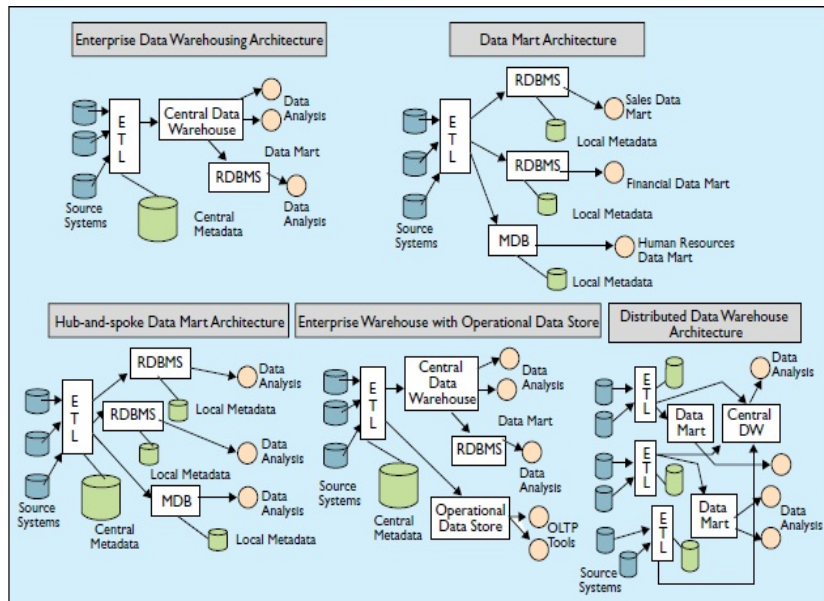 Enterprise Data Warehousing Architecture
E
T
L
Central Data
Warehouse
Data
Analysis
Data Mart
RDBMS
Data
Analysis
Source
Systems
Central
Metadata
Data Mart Architecture
E
T
L
RDBMS
Sales Data
Mart
Local Metadata
RDBMS
Financial Data Mart
Local Metadata
MDB
Human Resources
Data Mart
Local Metadata
Source
Systems
Hub-and-spoke Data Mart Architecture
E
T
L
RDBMS
Data
Analysis
Local Metadata
RDBMS
Data
Analysis
Local Metadata
MDB
Data
Analysis
Local Metadata
Source
Systems
Central
Metadata
Enterprise Warehouse with Operational Data Store
E
T
L
Central
Data
Warehouse
Data
Analysis
Data Mart
RDBMS
Data
Analysis
Source
Systems
Central
Metadata
Operational
Data Store
OLTP
Tools
Distributed Data Warehouse
Architecture
E
T
L
Data
Mart
Central
DW
Data
Analysis
E
T
L
Data
Mart
Data
Analysis
E
T
L
Source
Systems